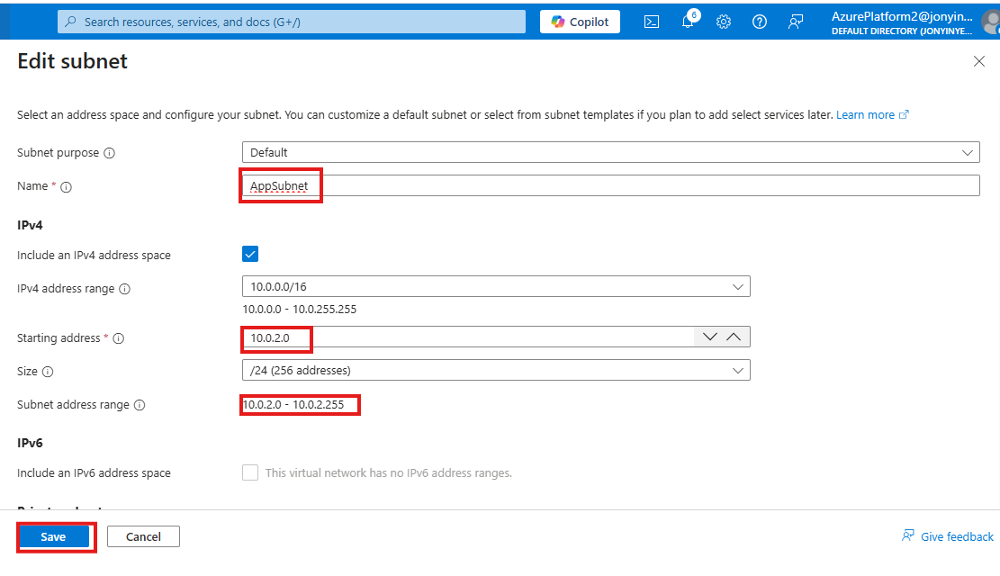 Search resources, services, and docs (G+/)
Copilot
6
AzurePlatform2@jonyin...
DEFAULT DIRECTORY (JONYINYE...
Edit subnet
Select an address space and configure your subnet. You can customize a default subnet or select from subnet templates if you plan to add select services later. Learn more
Subnet purpose
Default
Name *
AppSubnet
IPv4
Include an IPv4 address space
IPv4 address range
10.0.0.0/16
10.0.0.0 - 10.0.255.255
Starting address *
10.0.2.0
Size
/24 (256 addresses)
Subnet address range
10.0.2.0 - 10.0.2.255
IPv6
Include an IPv6 address space
This virtual network has no IPv6 address ranges.
Save
Cancel
Give feedback